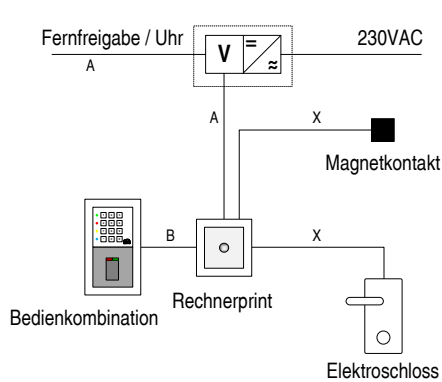 Fernfreigabe / Uhr
230VAC
A
V
=
≈
A
X
Magnetkontakt
B
X
Rechnerprint
Bedienkombination
Elektroschloss